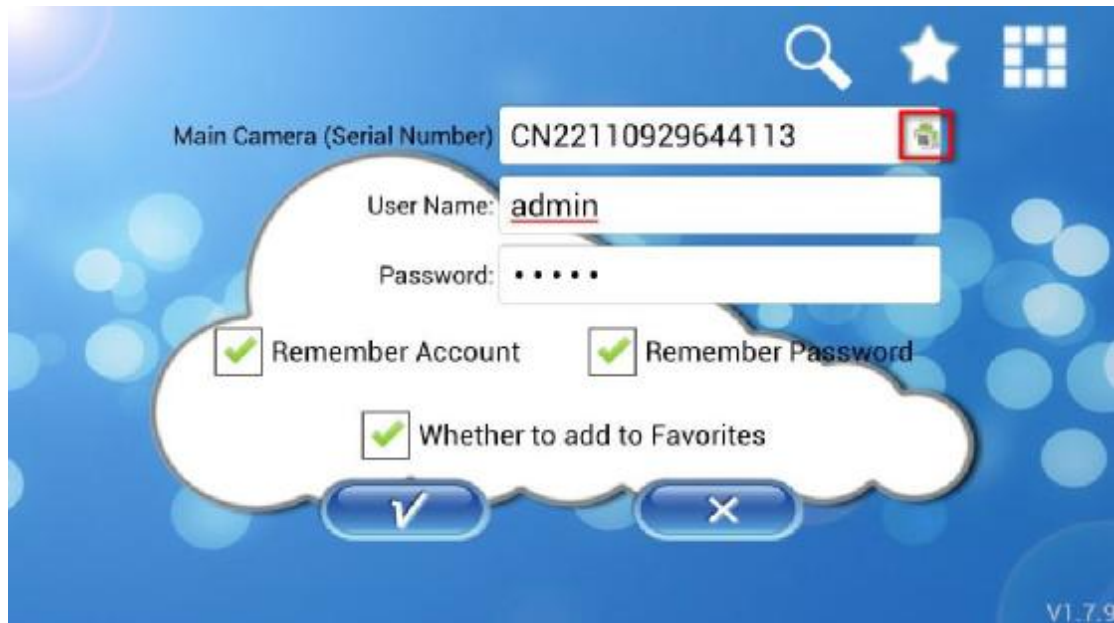 Main Camera (Serial Number) CN22110929644113
User Name: admin
Password: •••••
Remember Account Remember Password
Whether to add to Favorites
V1.7.9